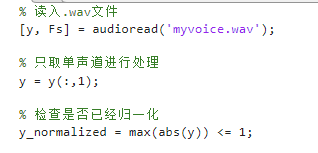 % 读入.wav文件
[y, Fs] = audioread('myvoice.wav');
% 只取单声道进行处理
y = y(:,1);
% 检查是否已经归一化
y_normalized = max(abs(y)) <= 1;